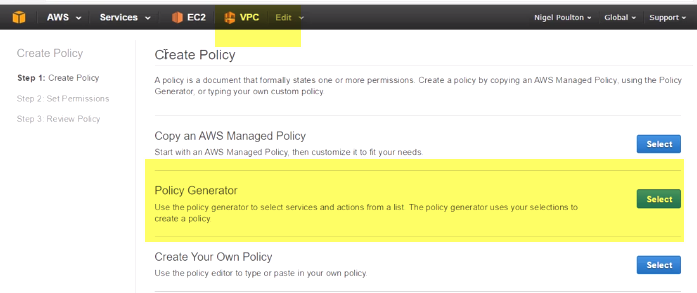 AWS Services EC2 VPC Edit Nigel Poulton Global Support
Create Policy
Step 1: Create Policy
Step 2: Set Permissions
Step 3: Review Policy
Create Policy
A policy is a document that formally states one or more permissions. Create a policy by copying an AWS Managed Policy, using the Policy
Generator, or typing your own custom policy.
Copy an AWS Managed Policy
Start with an AWS Managed Policy, then customize it to fit your needs.
Select
Policy Generator
Use the policy generator to select services and actions from a list. The policy generator uses your selections to
create a policy.
Select
Create Your Own Policy
Use the policy editor to type or paste in your own policy.
Select